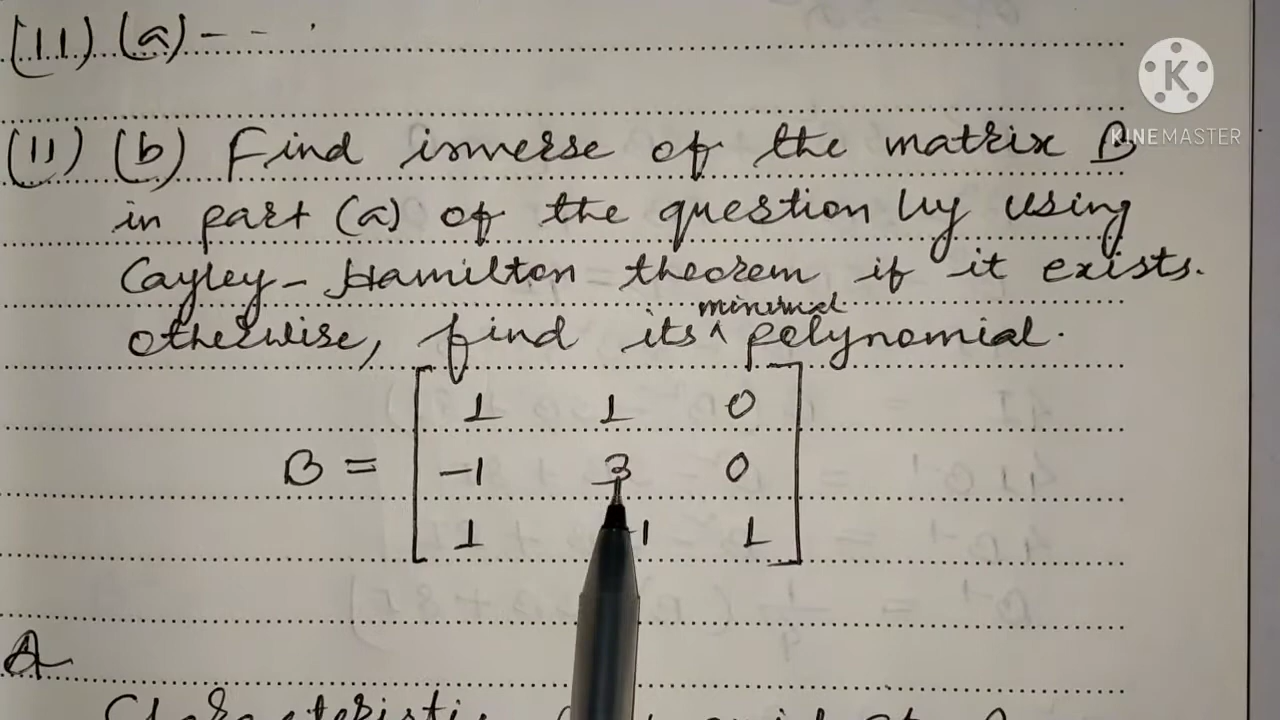 (11) (a) - - .
KINEMASTER
(11) (b) Find inverse of the matrix B
in part (a) of the question by using
Cayley - Hamilton theorem if it exists.
otherwise, find its ^ minimal polynomial.
B = [ 1 1 0
-1 3 0
1 -1 1 ]
A